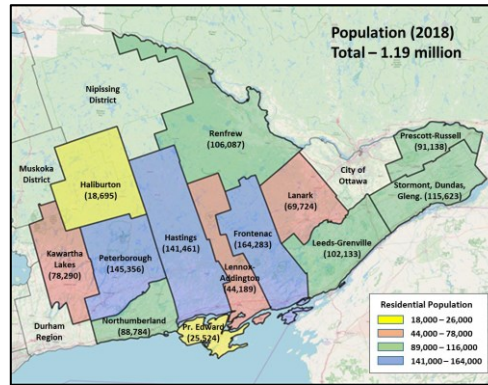 Population (2018)
Total – 1.19 million
Nipissing
District
Renfrew
(106,087)
Prescott-Russell
(91,138)
Muskoka
District
City of
Ottawa
Stormont, Dundas,
Gleng. (115,623)
Haliburton
(18,695)
Lanark
(69,724)
Kawartha
Lakes
(78,290)
Peterborough
(145,356)
Hastings
(141,461)
Frontenac
(164,283)
Leeds-Grenville
(102,133)
Lennox-
Addington
(44,189)
Durham
Region
Northumberland
(88,784)
Pr. Edward
(25,574)
Residential Population
18,000 – 26,000
44,000 – 78,000
89,000 – 116,000
141,000 – 164,000